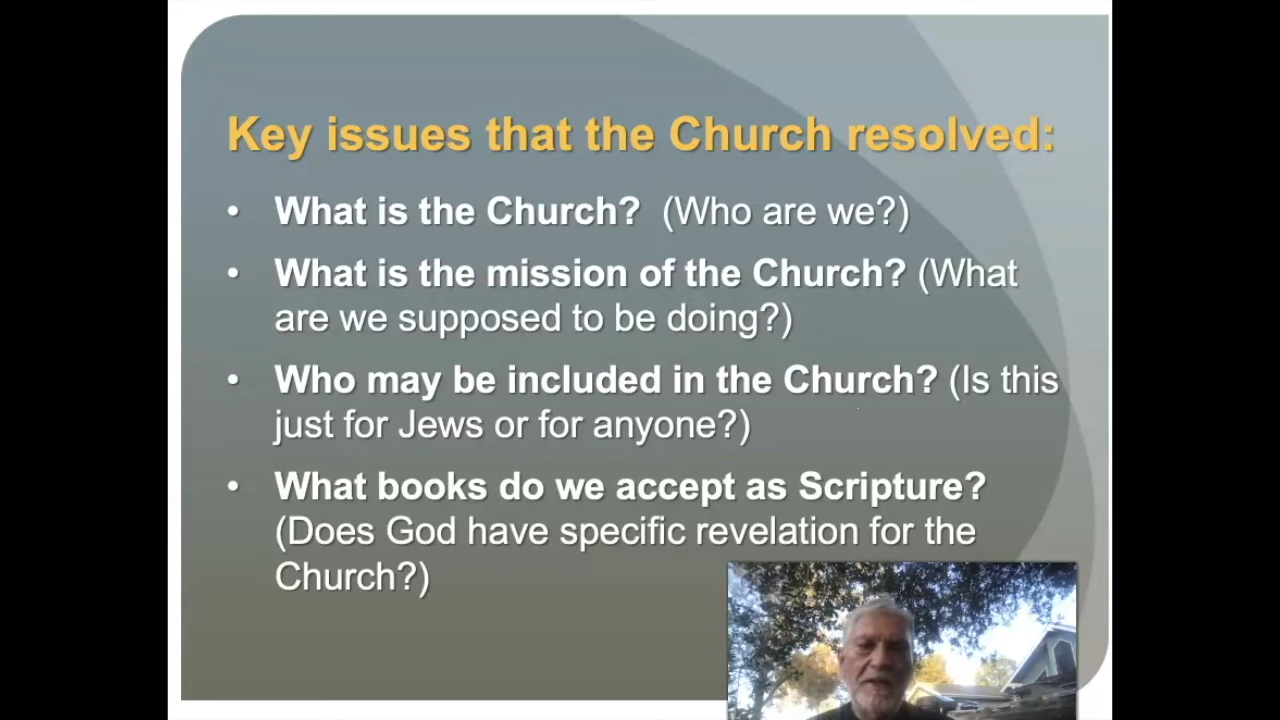 Key issues that the Church resolved:
• What is the Church? (Who are we?)
• What is the mission of the Church? (What
are we supposed to be doing?)
• Who may be included in the Church? (Is this
just for Jews or for anyone?)
• What books do we accept as Scripture?
(Does God have specific revelation for the
Church?)